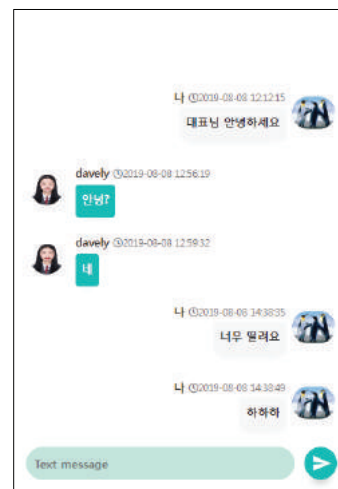 나 2019-08-08 12:12:15
대표님 안녕하세요
davely 2019-08-08 12:56:19
안녕?
davely 2019-08-08 12:59:32
네
나 2019-08-08 14:38:35
너무 떨려요
나 2019-08-08 14:38:49
하하하
Text message